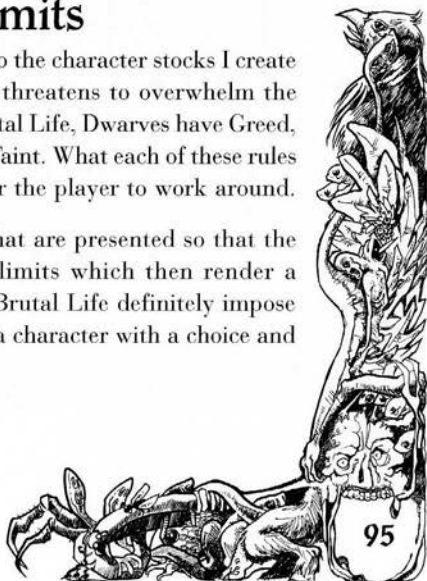 mits
o the character stocks I create
threatens to overwhelm the
tal Life, Dwarves have Greed,
aint. What each of these rules
r the player to work around.
hat are presented so that the
limits which then render a
Brutal Life definitely impose
a character with a choice and
95